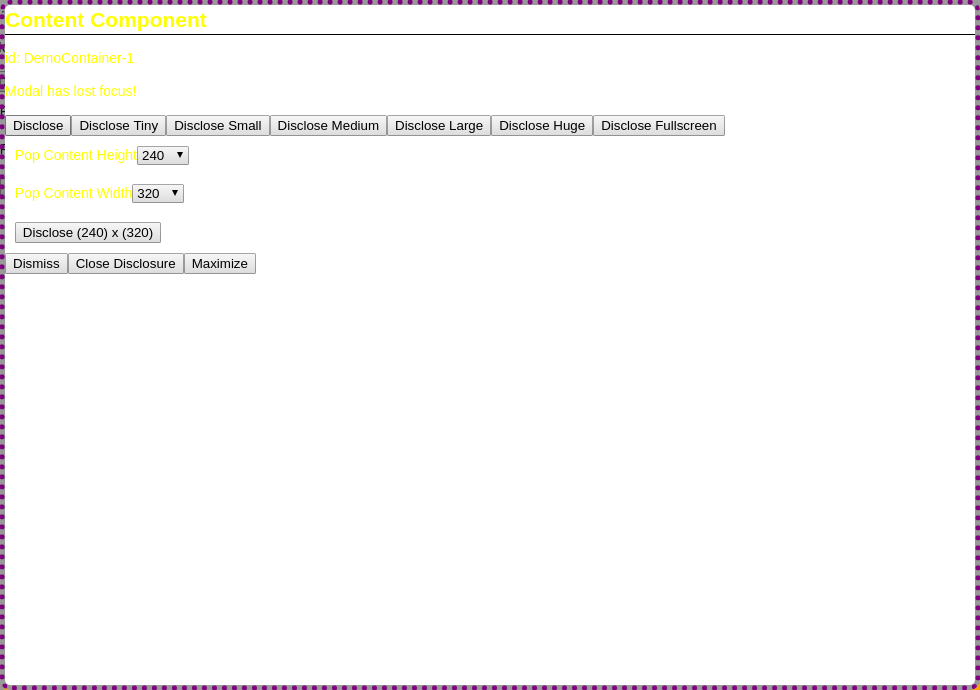 Content Component
id: DemoContainer-1
Modal has lost focus!
Disclose Disclose Tiny Disclose Small Disclose Medium Disclose Large Disclose Huge Disclose Fullscreen
Pop Content Height 240
Pop Content Width 320
Disclose (240) x (320)
Dismiss Close Disclosure Maximize